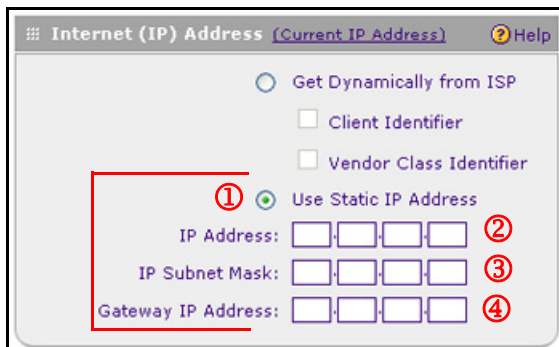 Internet (IP) Address (Current IP Address) Help
Get Dynamically from ISP
Client Identifier
Vendor Class Identifier
① Use Static IP Address
IP Address: ②
IP Subnet Mask: ③
Gateway IP Address: ④